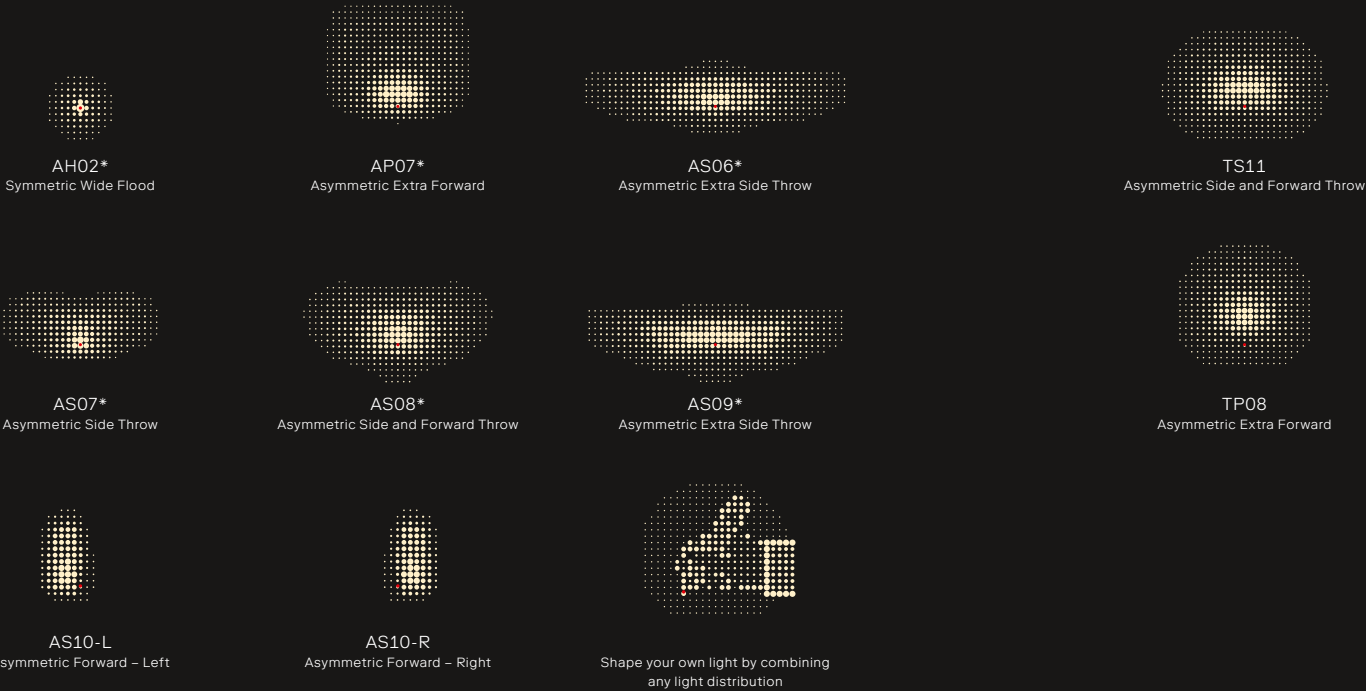 AH02*
Symmetric Wide Flood
AP07*
Asymmetric Extra Forward
AS06*
Asymmetric Extra Side Throw
TS11
Asymmetric Side and Forward Throw
AS07*
Asymmetric Side Throw
AS08*
Asymmetric Side and Forward Throw
AS09*
Asymmetric Extra Side Throw
TP08
Asymmetric Extra Forward
AS10-L
symmetric Forward – Left
AS10-R
Asymmetric Forward – Right
Shape your own light by combining
any light distribution